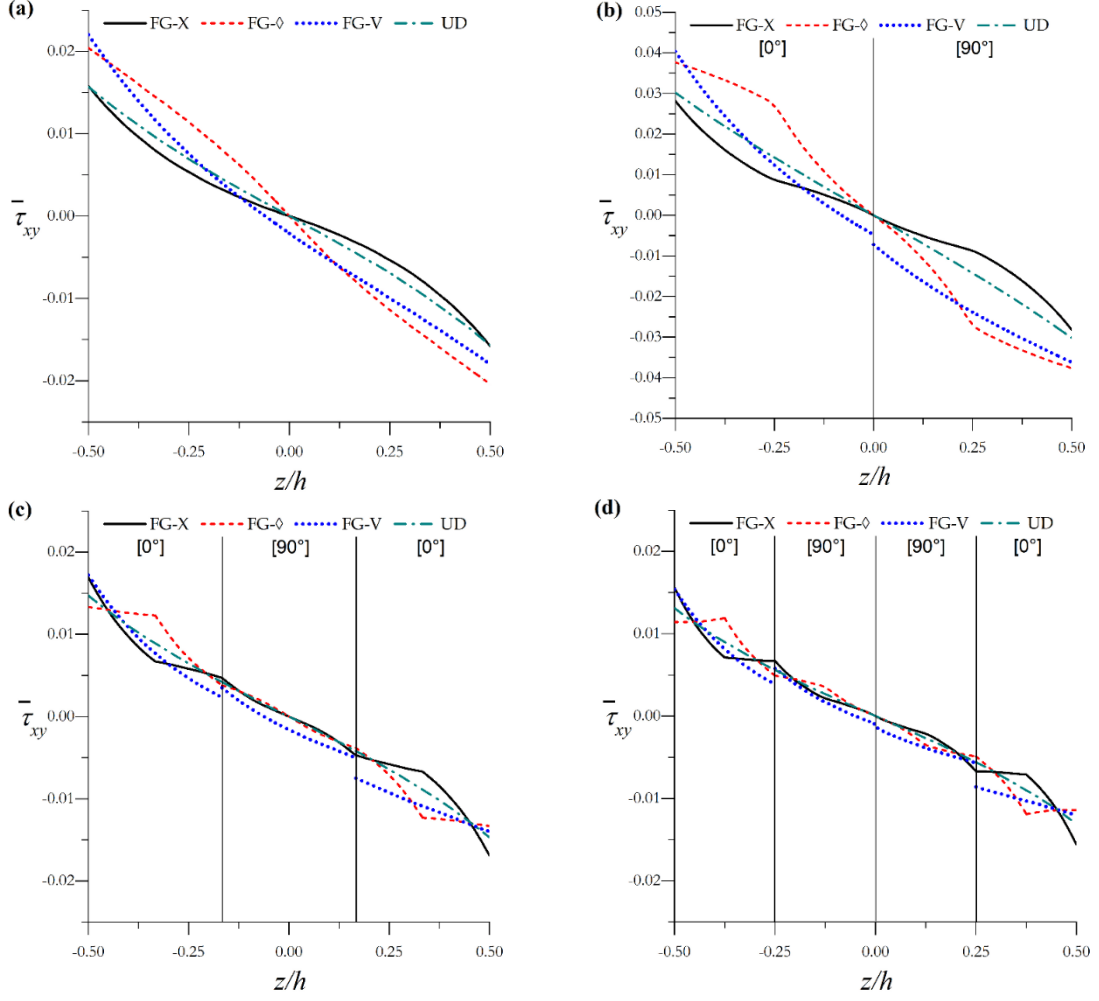 (a)
FG-X FG-◊ FG-V UD
0.02
0.01
0.00
-0.01
-0.02
τ̅xy
-0.50 -0.25 0.00 0.25 0.50
z/h
(b)
FG-X FG-◊ FG-V UD
[0°] [90°]
0.05
0.04
0.03
0.02
0.01
0.00
-0.01
-0.02
-0.03
-0.04
-0.05
τ̅xy
-0.50 -0.25 0.00 0.25 0.50
z/h
(c)
FG-X FG-◊ FG-V UD
[0°] [90°] [0°]
0.02
0.01
0.00
-0.01
-0.02
τ̅xy
-0.50 -0.25 0.00 0.25 0.50
z/h
(d)
FG-X FG-◊ FG-V UD
[0°] [90°] [90°] [0°]
0.02
0.01
0.00
-0.01
-0.02
τ̅xy
-0.50 -0.25 0.00 0.25 0.50
z/h